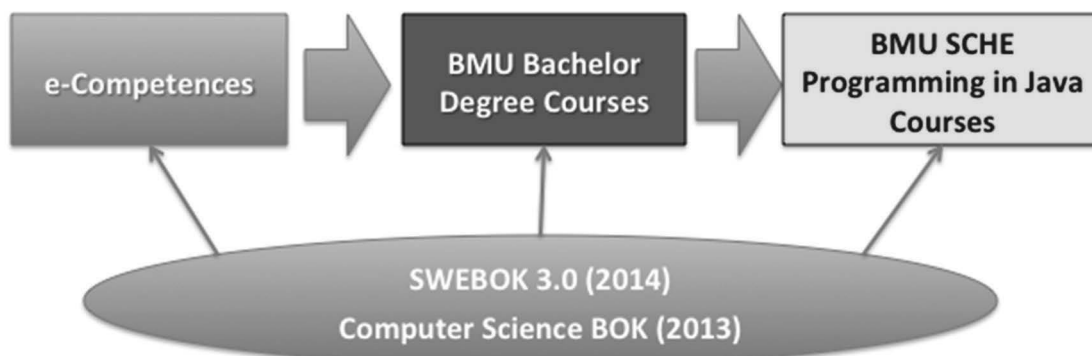 e-Competences
BMU Bachelor
Degree Courses
BMU SCHE
Programming in Java
Courses
SWEBOK 3.0 (2014)
Computer Science BOK (2013)